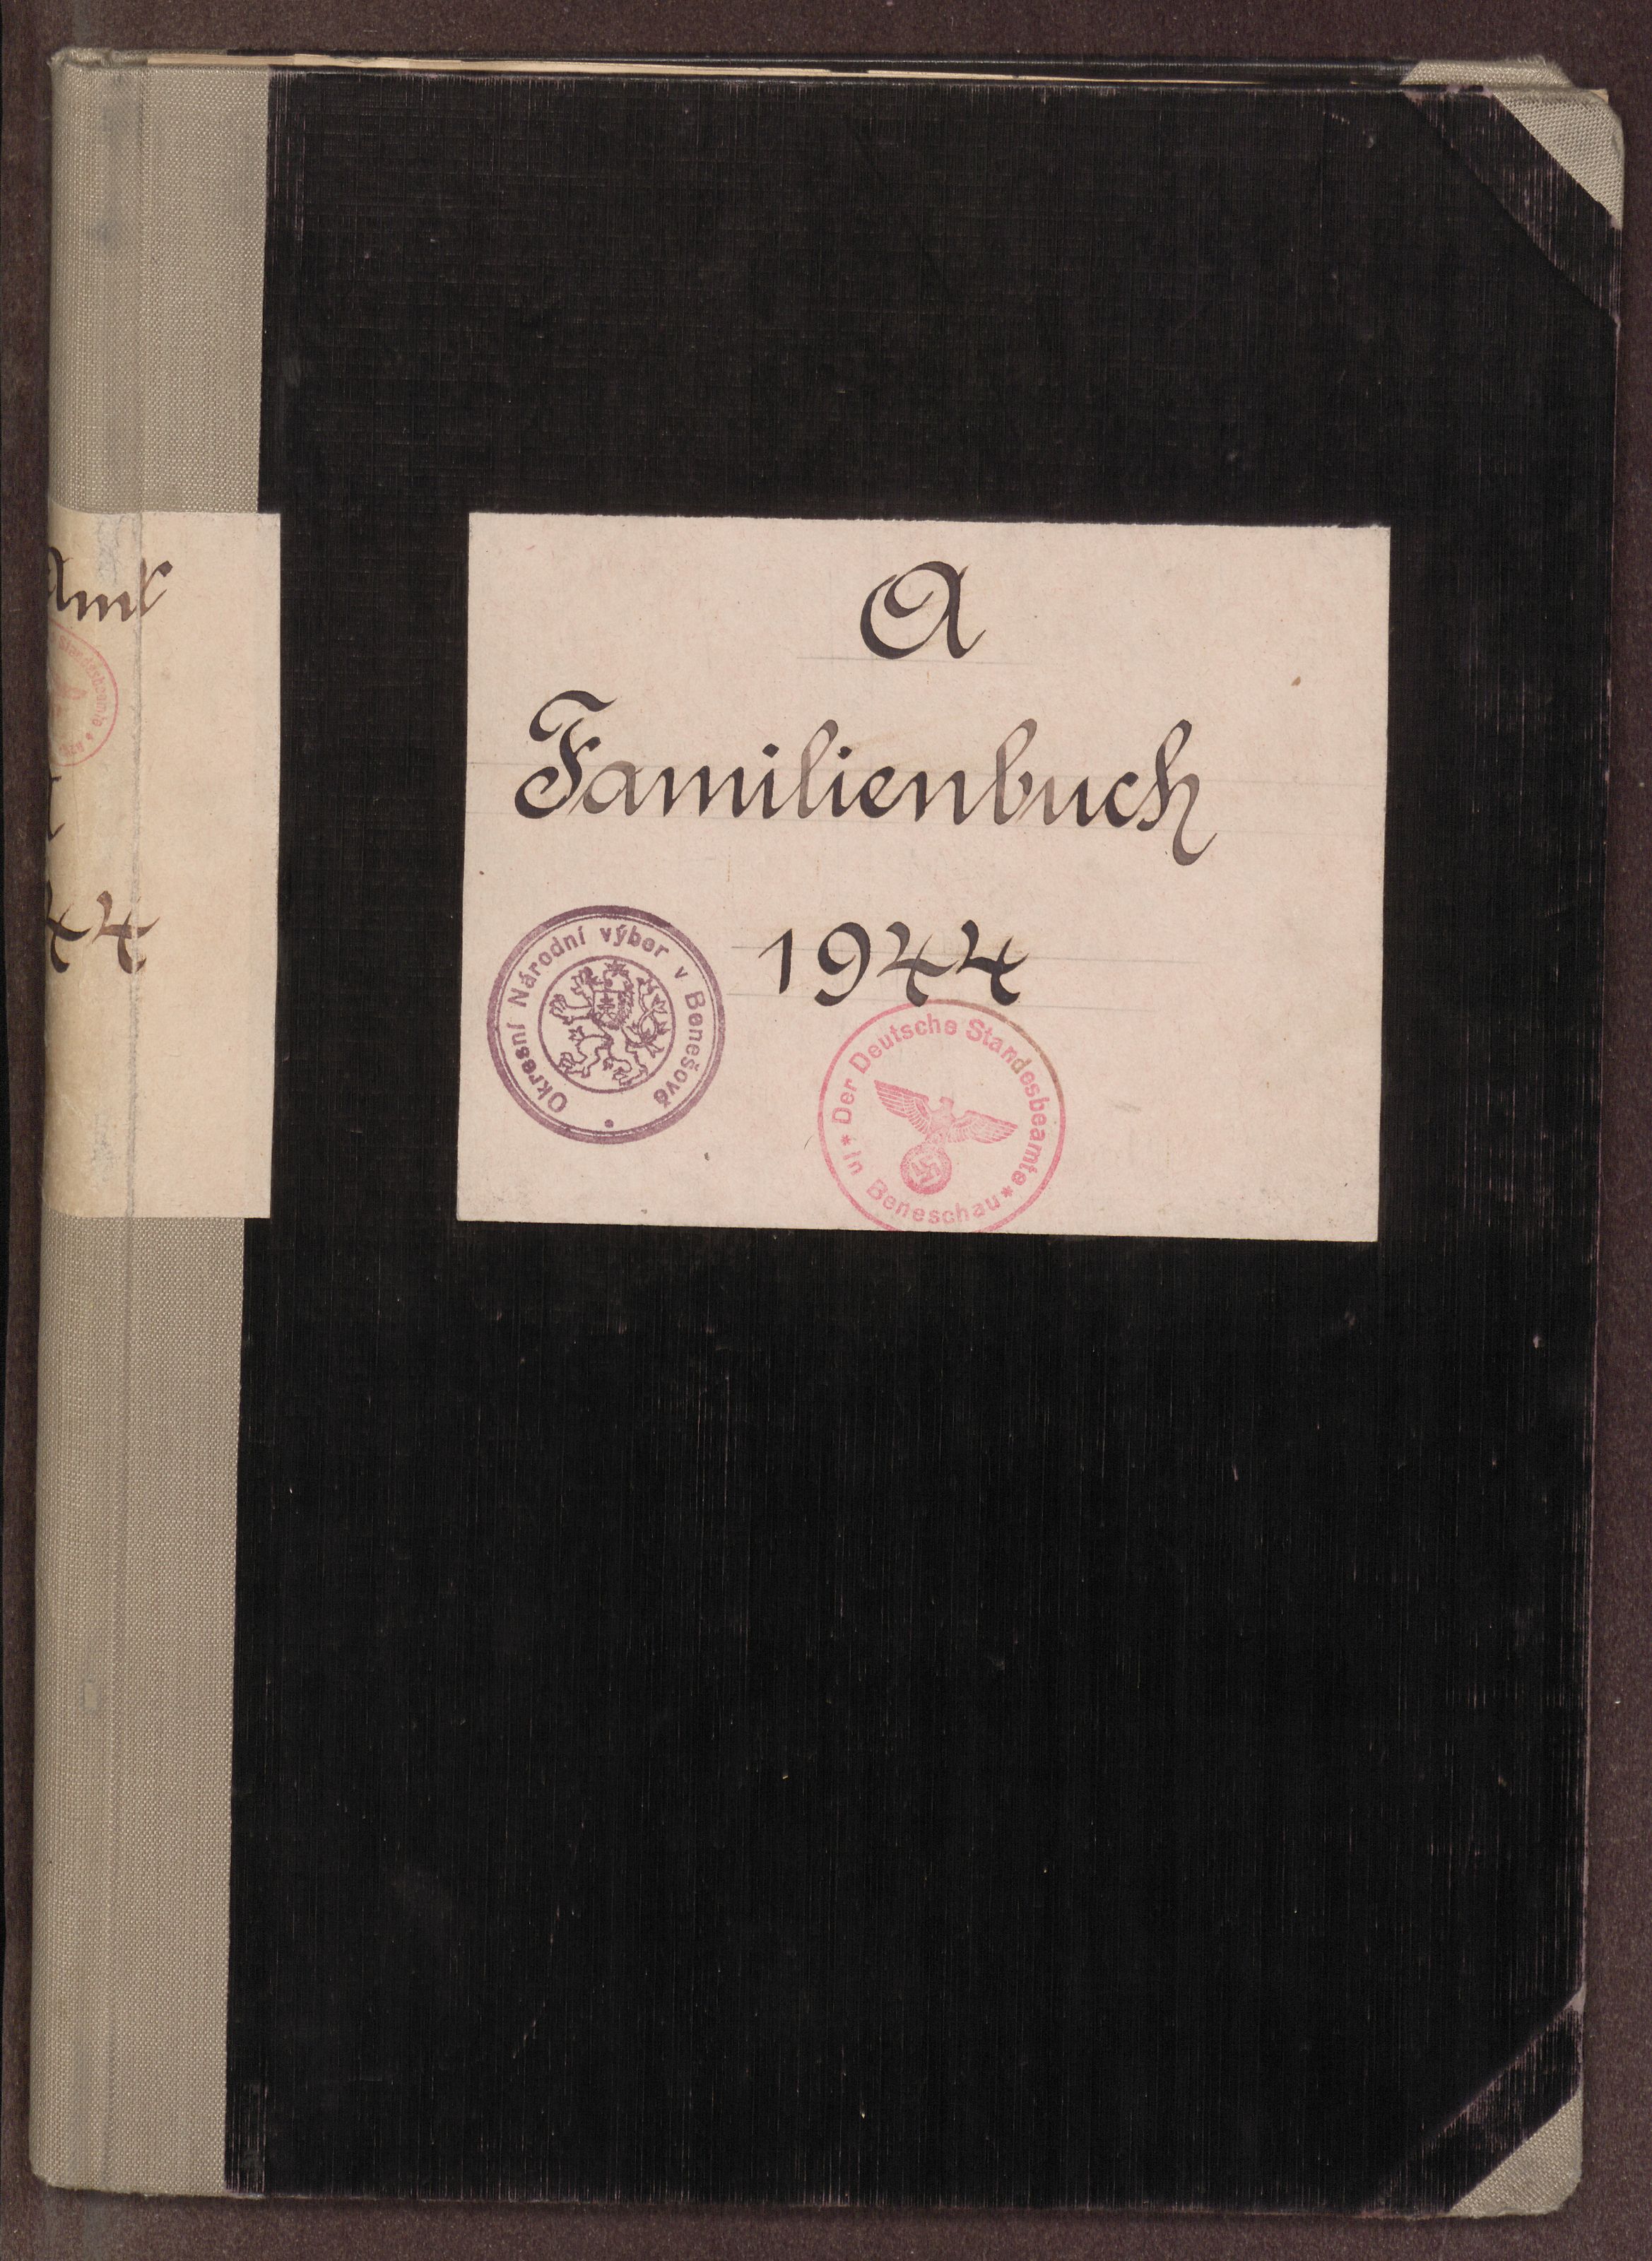 Amt
44
A
Familienbuch
1944
Okresní Národní výbor v Benešově
* Der Deutsche Standesbeamte * in Beneschau